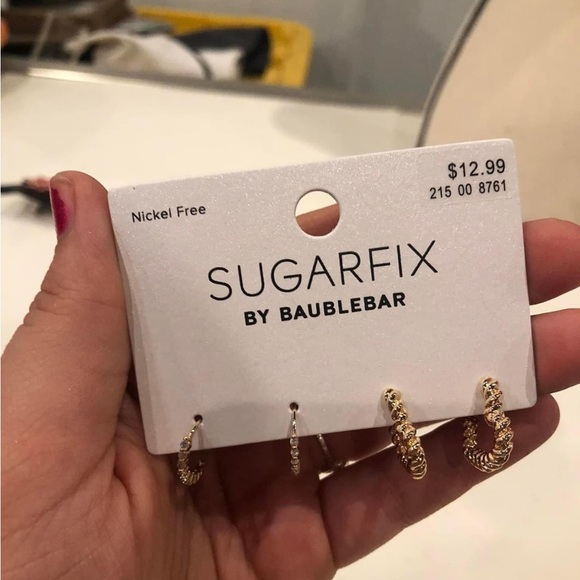 Nickel Free
$12.99
215 00 8761
SUGARFIX
BY BAUBLEBAR